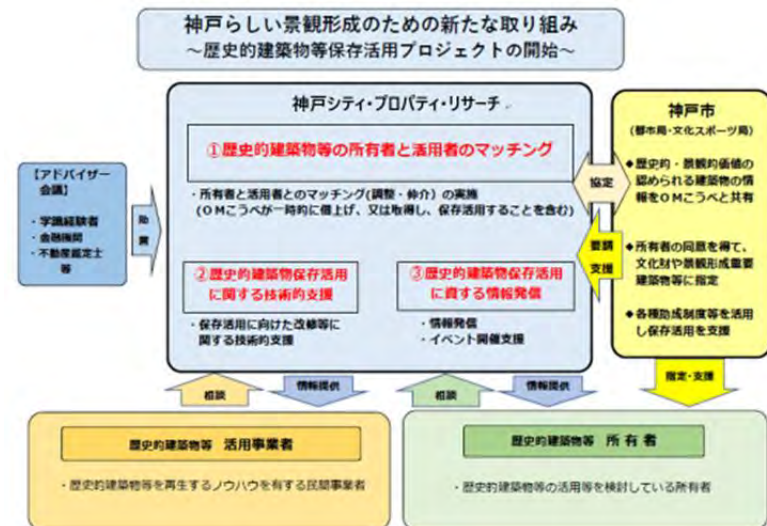 神戸らしい景観形成のための新たな取り組み
~歴史的建築物等保存活用プロジェクトの開始~
神戸シティ・プロパティ・リサーチ
①歴史的建築物等の所有者と活用者のマッチング
・所有者と活用者とのマッチング(調整・仲介)の実施
(OMこうべが一時的に借上げ、又は取得し、保存活用することを含む)
②歴史的建築物保存活用
に関する技術的支援
・保存活用に向けた改修等に
関する技術的支援
③歴史的建築物保存活用
に資する情報発信
・情報発信
・イベント開催支援
【アドバイザー
会議】
・学識経験者
・金融機関
・不動産鑑定士
等
助言
協定
要請
支援
神戸市
(都市局・文化スポーツ局)
◆歴史的・景観的価値の
認められる建築物の情
報をOMこうべと共有
◆所有者の同意を得て、
文化財や景観形成重要
建築物等に指定
◆各種助成制度等を活用
し保存活用を支援
相談
情報提供
相談
情報提供
指定・支援
歴史的建築物等 活用事業者
・歴史的建築物等を再生するノウハウを有する民間事業者
歴史的建築物等 所有者
・歴史的建築物等の活用等を検討している所有者